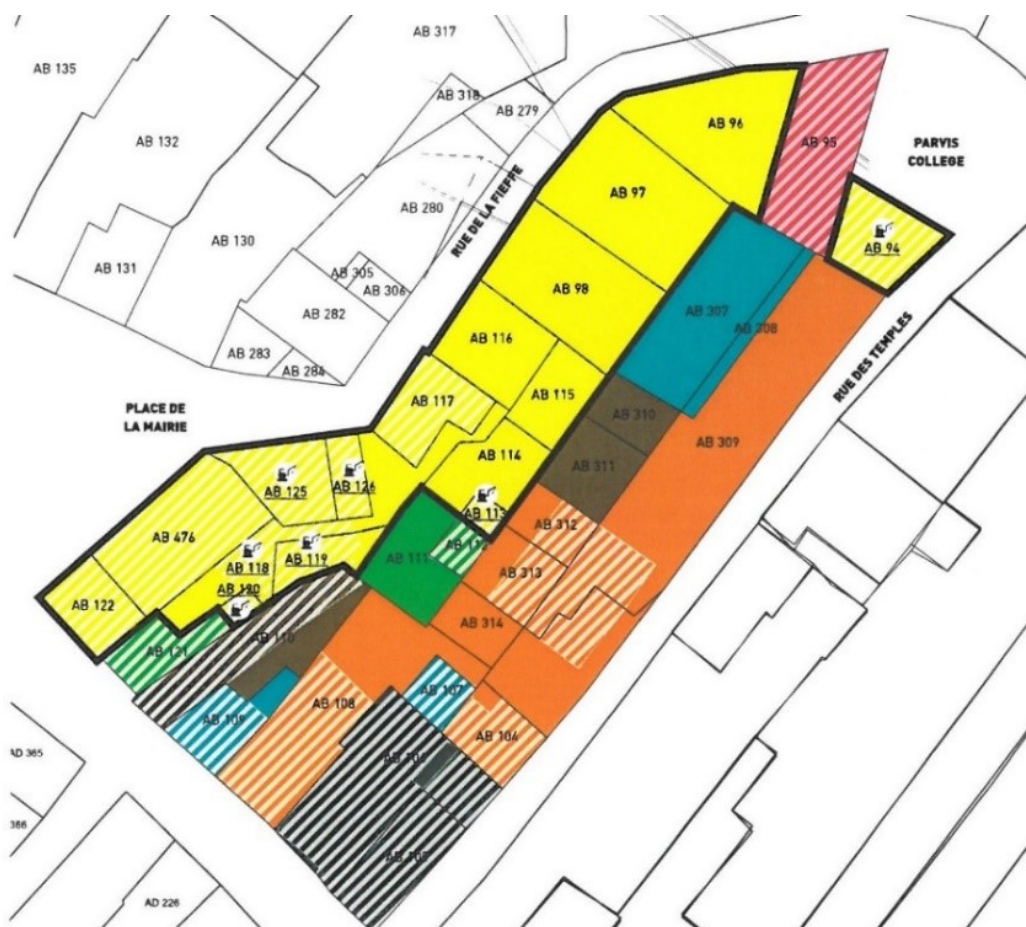 AB 317
AB 135
AB 318
AB 279
AB 132
AB 96
AB 95
PARVIS
COLLEGE
AB 97
AB 280
RUE DE LA FIEFFE
AB 130
AB 94
AB 131
AB 305
AB 306
AB 98
AB 307
AB 308
AB 282
AB 116
AB 283
AB 284
RUE DES TEMPLES
AB 115
AB 117
PLACE DE
LA MAIRIE
AB 310
AB 309
AB 114
AB 311
AB 125
AB 126
AB 113
AB 476
AB 312
AB 111
AB 118
AB 119
AB 313
AB 120
AB 122
AB 314
AB 110
AB 121
AB 107
AB 108
AB 109
AB 104
AD 365
366
AD 226